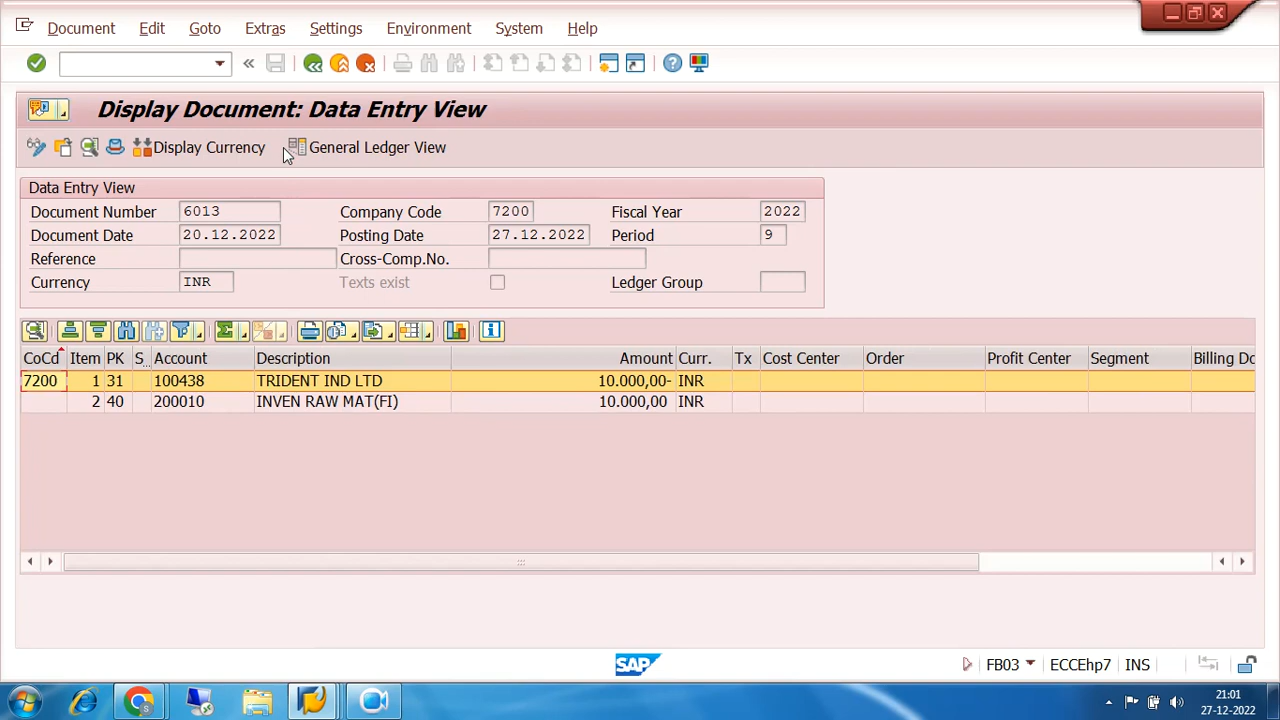 Document Edit Goto Extras Settings Environment System Help
Display Document: Data Entry View
Display Currency General Ledger View
Data Entry View
Document Number 6013 Company Code 7200 Fiscal Year 2022
Document Date 20.12.2022 Posting Date 27.12.2022 Period 9
Reference Cross-Comp.No.
Currency INR Texts exist Ledger Group
CoCd Item PK S... Account Description Amount Curr. Tx Cost Center Order Profit Center Segment Billing Do
7200 1 31 100438 TRIDENT IND LTD 10.000,00- INR
2 40 200010 INVEN RAW MAT(FI) 10.000,00 INR
SAP FB03 ECCEhp7 INS
21:01
27-12-2022